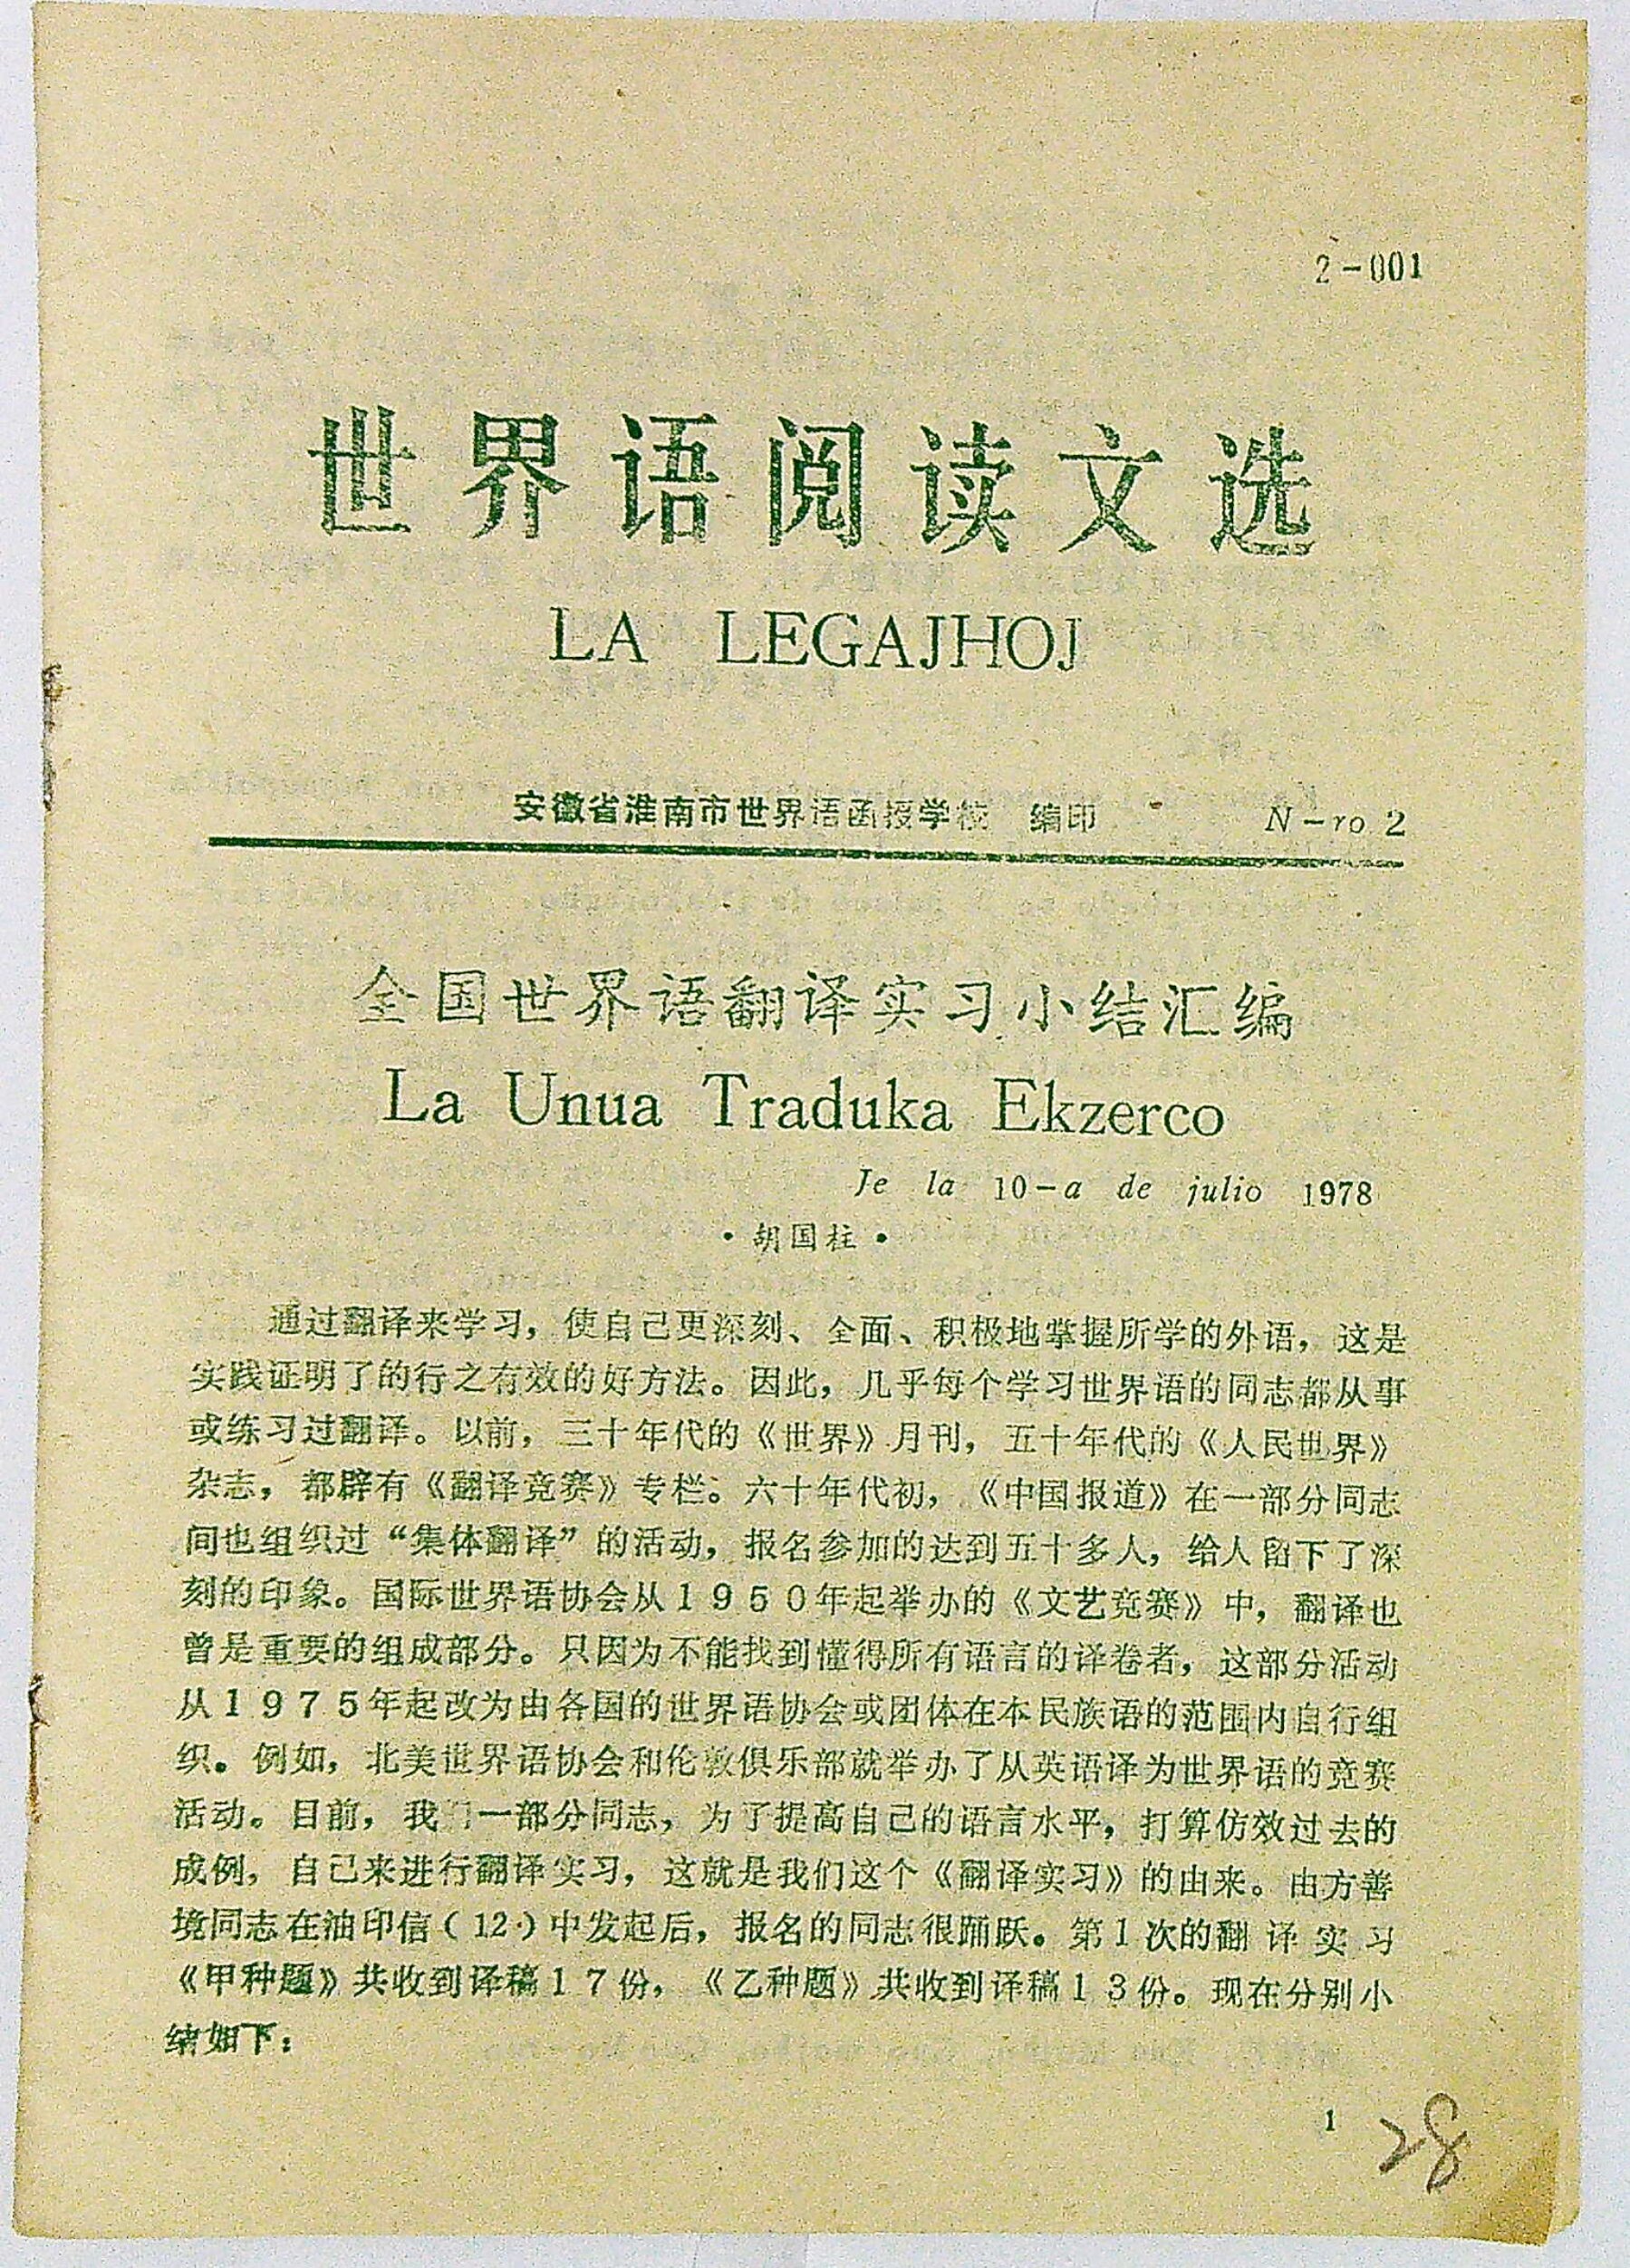 2-001
世界语阅读文选
LA LEGAJHOJ
安徽省淮南市世界语函授学校 编印 N-ro 2
全国世界语翻译实习小结汇编
La Unua Traduka Ekzerco
Je la 10-a de julio 1978
·胡国柱·
通过翻译来学习，使自己更深刻、全面、积极地掌握所学的外语，这是
实践证明了的行之有效的好方法。因此，几乎每个学习世界语的同志都从事
或练习过翻译。以前，三十年代的《世界》月刊，五十年代的《人民世界》
杂志，都辟有《翻译竞赛》专栏。六十年代初，《中国报道》在一部分同志
间也组织过“集体翻译”的活动，报名参加的达到五十多人，给人留下了深
刻的印象。国际世界语协会从1950年起举办的《文艺竞赛》中，翻译也
曾是重要的组成部分。只因为不能找到懂得所有语言的译卷者，这部分活动
从1975年起改为由各国的世界语协会或团体在本民族语的范围内自行组
织。例如，北美世界语协会和伦敦俱乐部就举办了从英语译为世界语的竞赛
活动。目前，我们一部分同志，为了提高自己的语言水平，打算仿效过去的
成例，自己来进行翻译实习，这就是我们这个《翻译实习》的由来。由方善
境同志在油印信（12·）中发起后，报名的同志很踊跃。第1次的翻译实习
《甲种题》共收到译稿17份，《乙种题》共收到译稿13份。现在分别小
结如下：
1
28